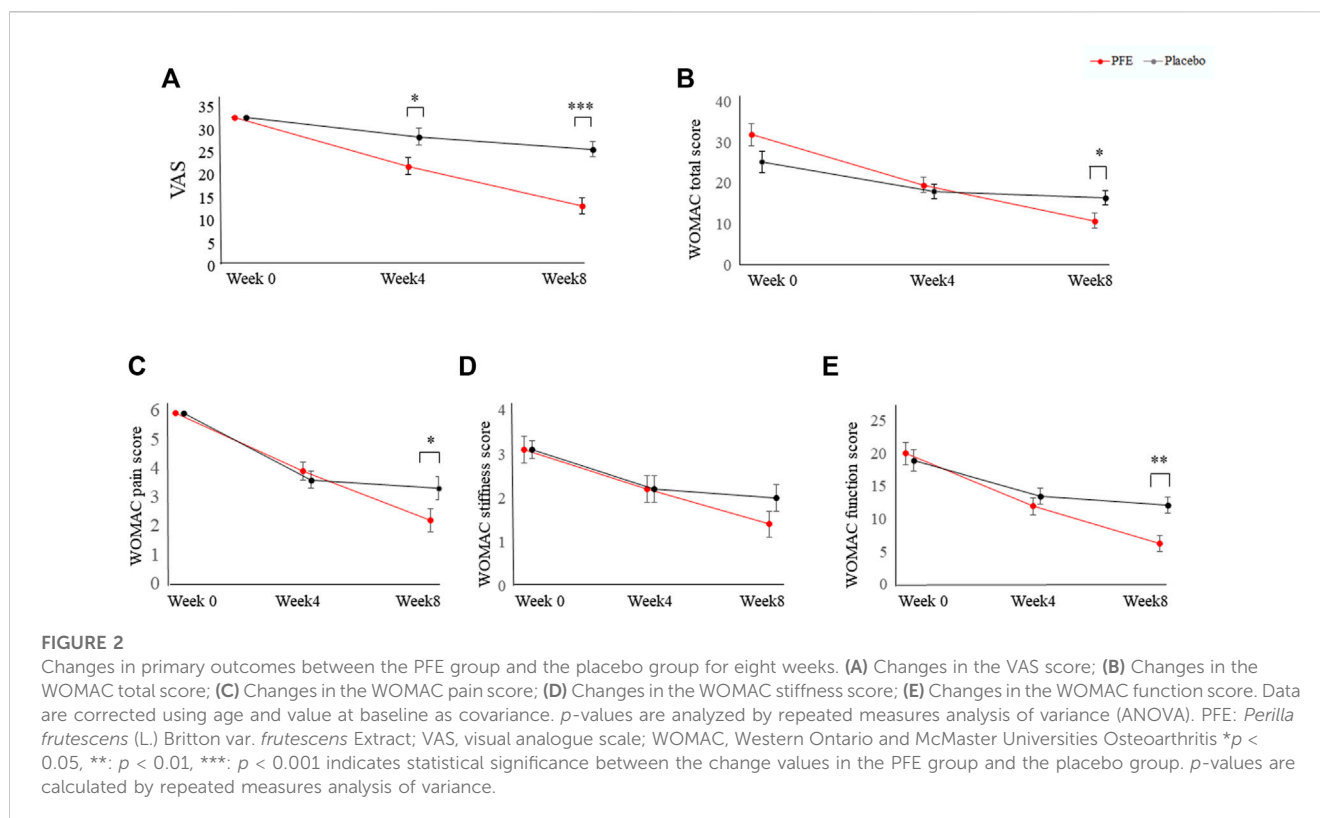 PFE Placebo
A
VAS
35
30
25
20
15
10
5
0
*
***
Week 0 Week4 Week8
B
WOMAC total score
40
30
20
10
0
*
Week 0 Week4 Week8
C
WOMAC pain score
6
5
4
3
2
1
0
*
Week 0 Week4 Week8
D
WOMAC stiffness score
4
3
2
1
0
Week 0 Week4 Week8
E
WOMAC function score
25
20
15
10
5
0
**
Week 0 Week4 Week8
FIGURE 2
Changes in primary outcomes between the PFE group and the placebo group for eight weeks. (A) Changes in the VAS score; (B) Changes in the
WOMAC total score; (C) Changes in the WOMAC pain score; (D) Changes in the WOMAC stiffness score; (E) Changes in the WOMAC function score. Data
are corrected using age and value at baseline as covariance. p-values are analyzed by repeated measures analysis of variance (ANOVA). PFE: Perilla
frutescens (L.) Britton var. frutescens Extract; VAS, visual analogue scale; WOMAC, Western Ontario and McMaster Universities Osteoarthritis *p <
0.05, **: p < 0.01, ***: p < 0.001 indicates statistical significance between the change values in the PFE group and the placebo group. p-values are
calculated by repeated measures analysis of variance.